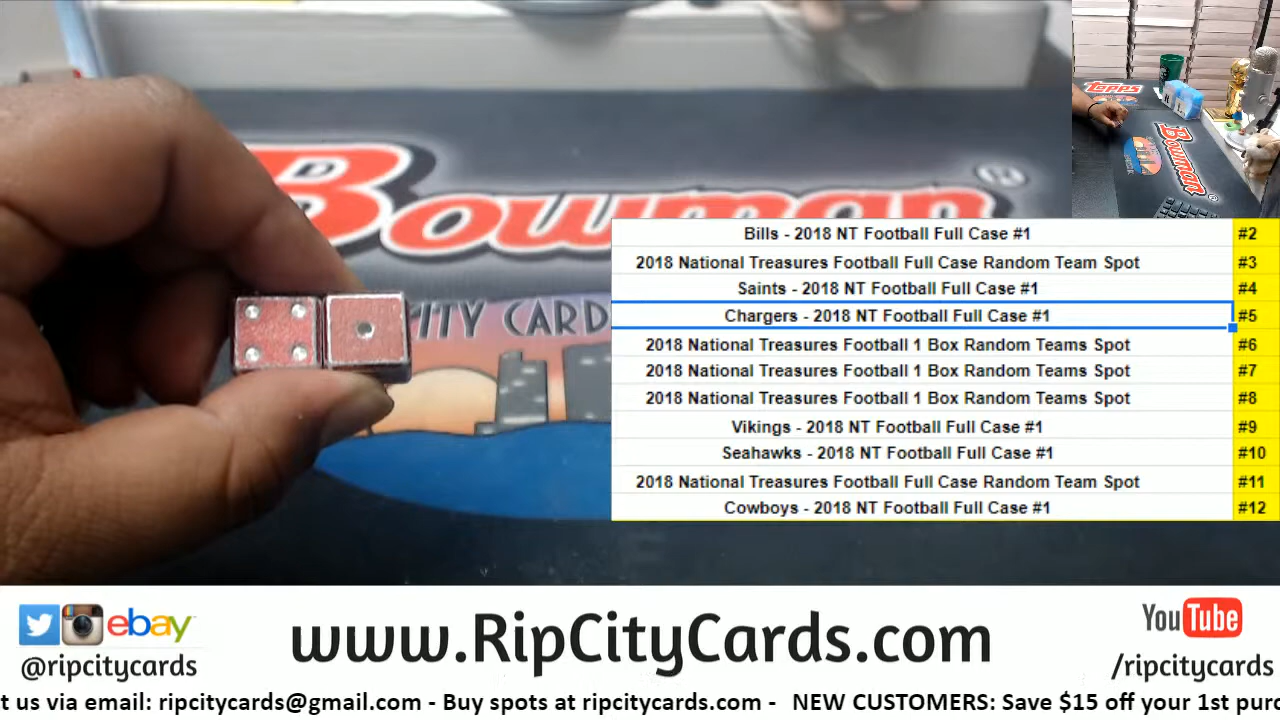 topps
Bowman
®
ITY CARD
Bowman
Bills - 2018 NT Football Full Case #1 #2
2018 National Treasures Football Full Case Random Team Spot #3
Saints - 2018 NT Football Full Case #1 #4
Chargers - 2018 NT Football Full Case #1 #5
2018 National Treasures Football 1 Box Random Teams Spot #6
2018 National Treasures Football 1 Box Random Teams Spot #7
2018 National Treasures Football 1 Box Random Teams Spot #8
Vikings - 2018 NT Football Full Case #1 #9
Seahawks - 2018 NT Football Full Case #1 #10
2018 National Treasures Football Full Case Random Team Spot #11
Cowboys - 2018 NT Football Full Case #1 #12
ebay
@ripcitycards
www.RipCityCards.com
YouTube
/ripcitycards
t us via email: ripcitycards@gmail.com - Buy spots at ripcitycards.com - NEW CUSTOMERS: Save $15 off your 1st purc